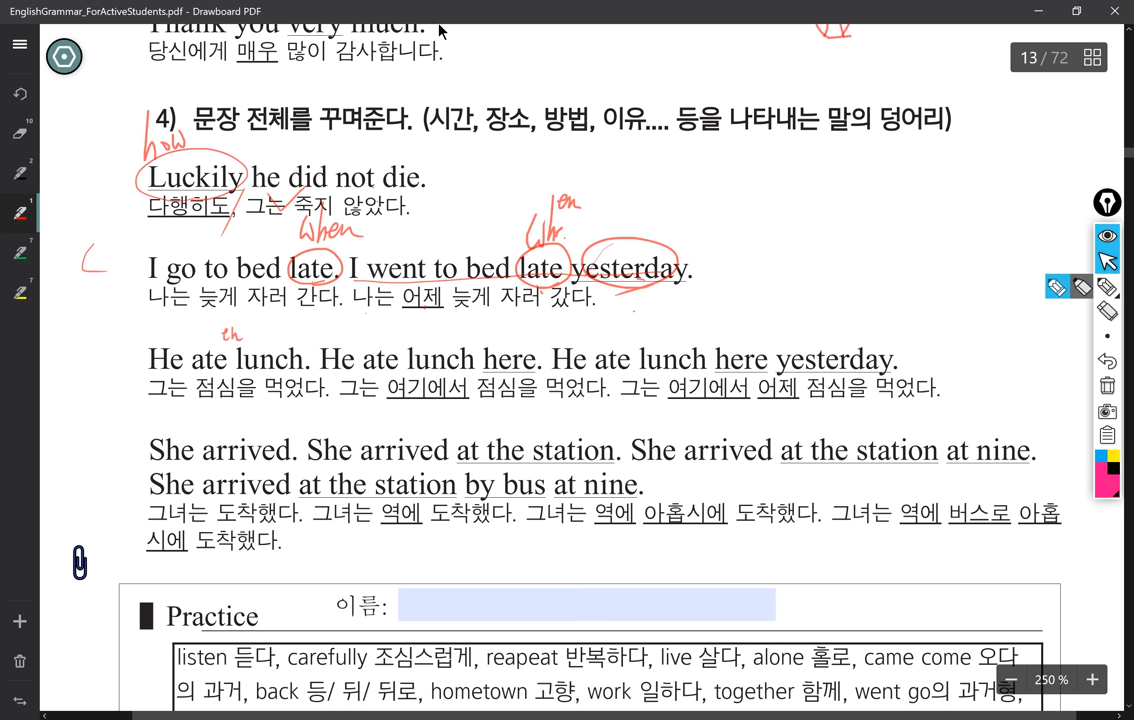 EnglishGrammar_ForActiveStudents.pdf - Drawboard PDF
Thank you very much.
당신에게 매우 많이 감사합니다.
13 / 72
4) 문장 전체를 꾸며준다. (시간, 장소, 방법, 이유.... 등을 나타내는 말의 덩어리)
how
Luckily he did not die.
다행히도, 그는 죽지 않았다.
when
I go to bed late. I went to bed late yesterday.
나는 늦게 자러 간다. 나는 어제 늦게 자러 갔다.
He ate lunch. He ate lunch here. He ate lunch here yesterday.
그는 점심을 먹었다. 그는 여기에서 점심을 먹었다. 그는 여기에서 어제 점심을 먹었다.
She arrived. She arrived at the station. She arrived at the station at nine.
She arrived at the station by bus at nine.
그녀는 도착했다. 그녀는 역에 도착했다. 그녀는 역에 아홉시에 도착했다. 그녀는 역에 버스로 아홉
시에 도착했다.
Practice 이름:
listen 듣다, carefully 조심스럽게, reapeat 반복하다, live 살다, alone 홀로, came come 오다
의 과거, back 등/ 뒤/ 뒤로, hometown 고향, work 일하다, together 함께, went go의 과거형,
250 %
10
2
1
7
7